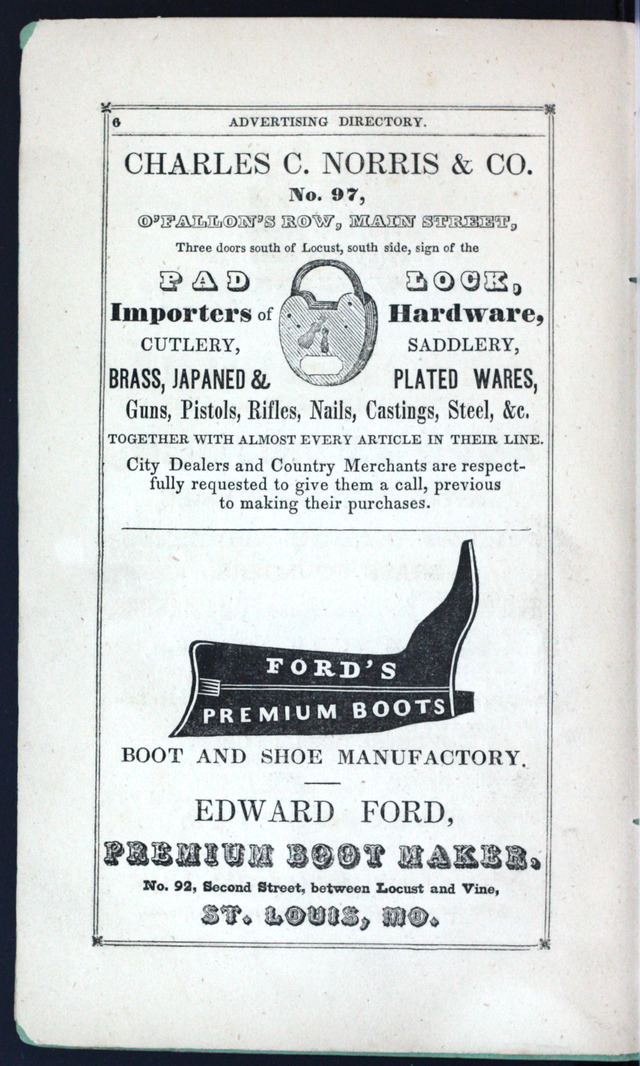 6 ADVERTISING DIRECTORY.
CHARLES C. NORRIS & CO.
No. 97,
O'FALLON'S ROW, MAIN STREET,
Three doors south of Locust, south side, sign of the
PAD LOCK,
Importers of Hardware,
CUTLERY, SADDLERY,
BRASS, JAPANED & PLATED WARES,
Guns, Pistols, Rifles, Nails, Castings, Steel, &c.
TOGETHER WITH ALMOST EVERY ARTICLE IN THEIR LINE.
City Dealers and Country Merchants are respect-
fully requested to give them a call, previous
to making their purchases.
FORD'S
PREMIUM BOOTS
BOOT AND SHOE MANUFACTORY.
EDWARD FORD,
PREMIUM BOOT MAKER,
No. 92, Second Street, between Locust and Vine,
ST. LOUIS, MO.